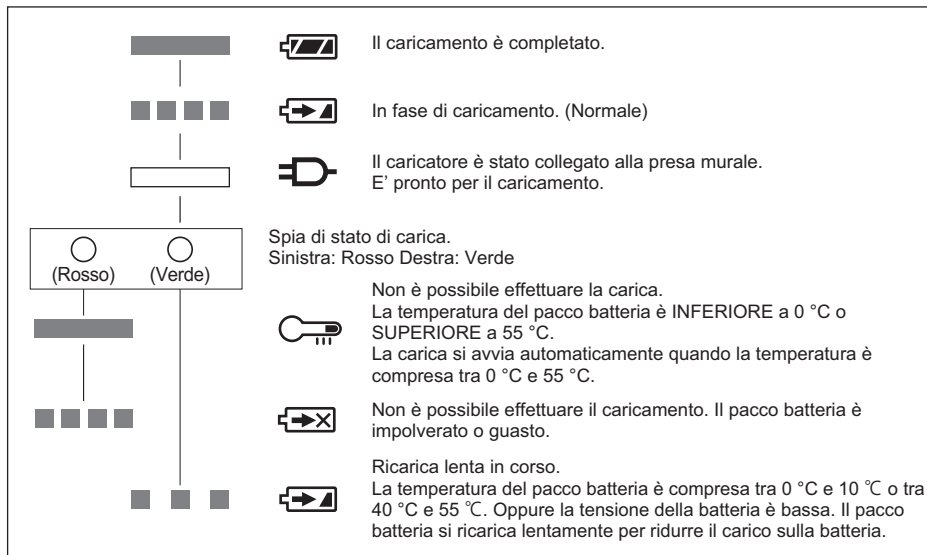 Il caricamento è completato.
In fase di caricamento. (Normale)
Il caricatore è stato collegato alla presa murale.
E’ pronto per il caricamento.
(Rosso) (Verde)
Spia di stato di carica.
Sinistra: Rosso Destra: Verde
Non è possibile effettuare la carica.
La temperatura del pacco batteria è INFERIORE a 0 °C o
SUPERIORE a 55 °C.
La carica si avvia automaticamente quando la temperatura è
compresa tra 0 °C e 55 °C.
Non è possibile effettuare il caricamento. Il pacco batteria è
impolverato o guasto.
Ricarica lenta in corso.
La temperatura del pacco batteria è compresa tra 0 °C e 10 ℃ o tra
40 °C e 55 ℃. Oppure la tensione della batteria è bassa. Il pacco
batteria si ricarica lentamente per ridurre il carico sulla batteria.